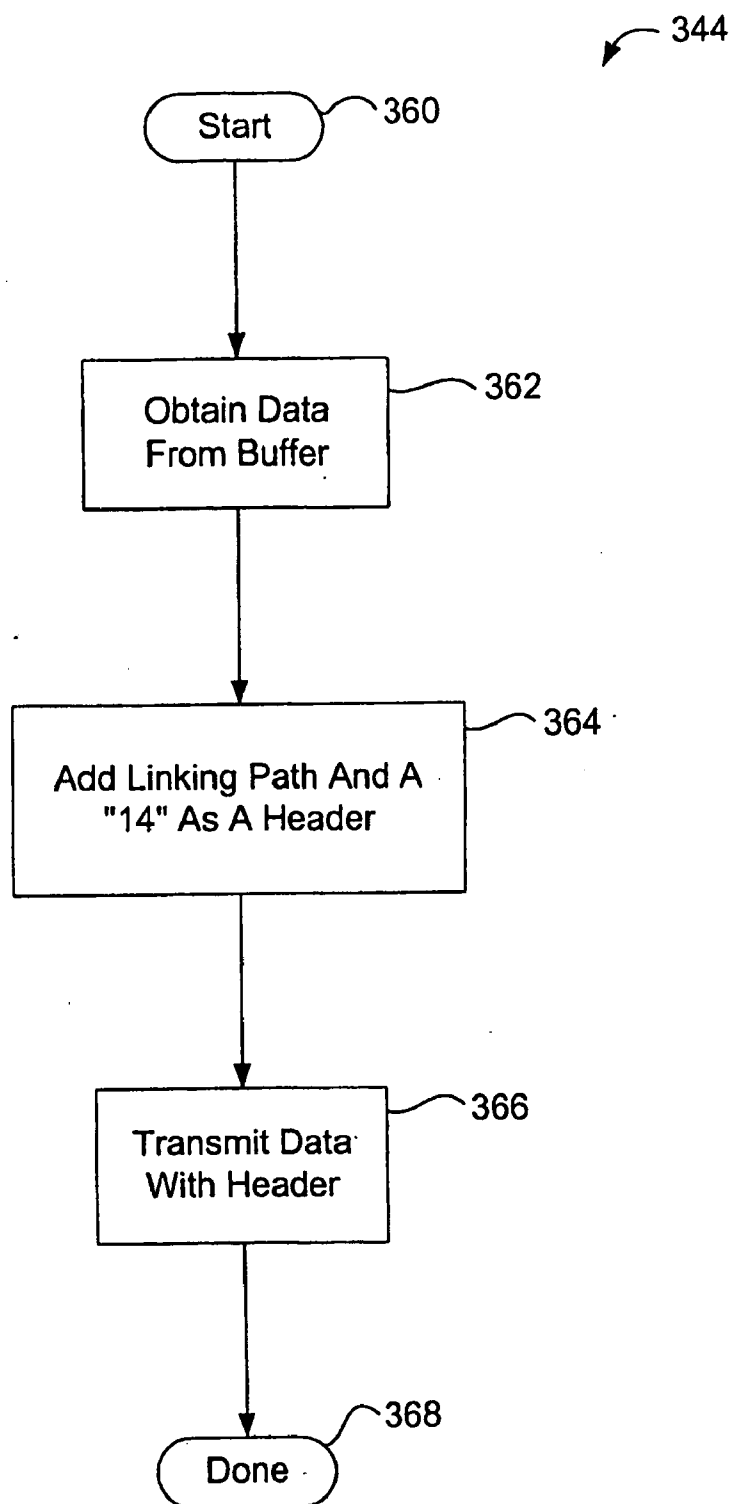 344
Start
360
Obtain Data
From Buffer
362
Add Linking Path And A
"14" As A Header
364
Transmit Data
With Header
366
Done
368